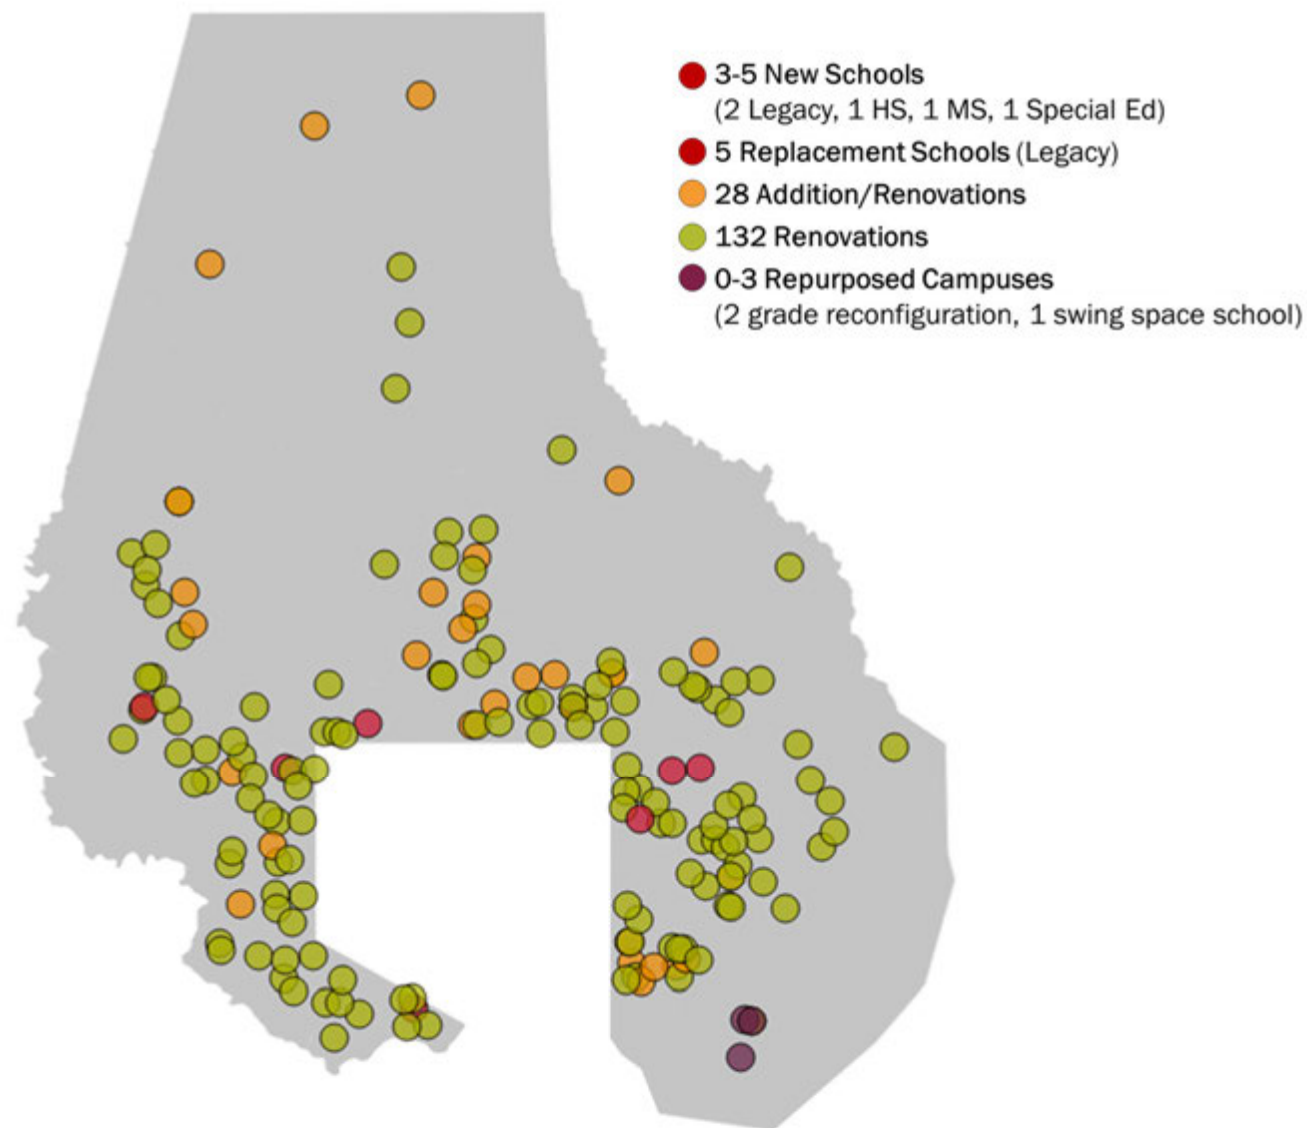 3-5 New Schools
(2 Legacy, 1 HS, 1 MS, 1 Special Ed)
5 Replacement Schools (Legacy)
28 Addition/Renovations
132 Renovations
0-3 Repurposed Campuses
(2 grade reconfiguration, 1 swing space school)